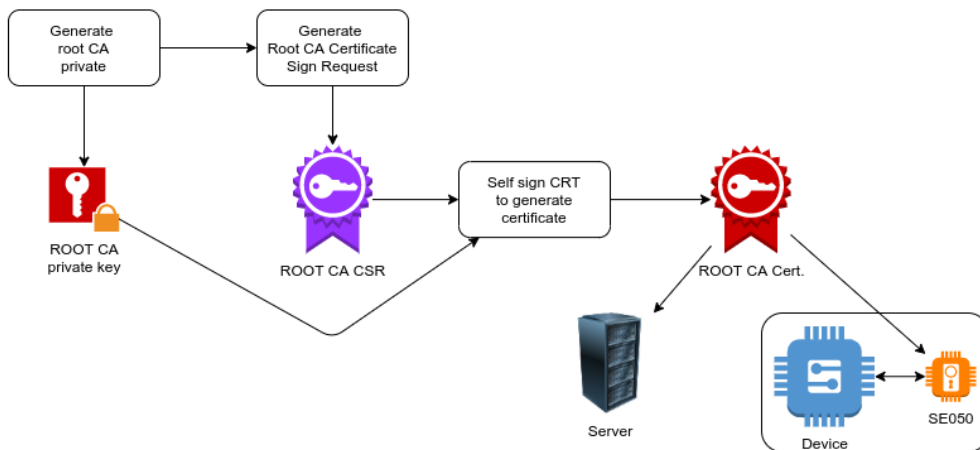 Generate
root CA
private
Generate
Root CA Certificate
Sign Request
Self sign CRT
to generate
certificate
ROOT CA
private key
ROOT CA CSR
ROOT CA Cert.
Server
Device
SE050